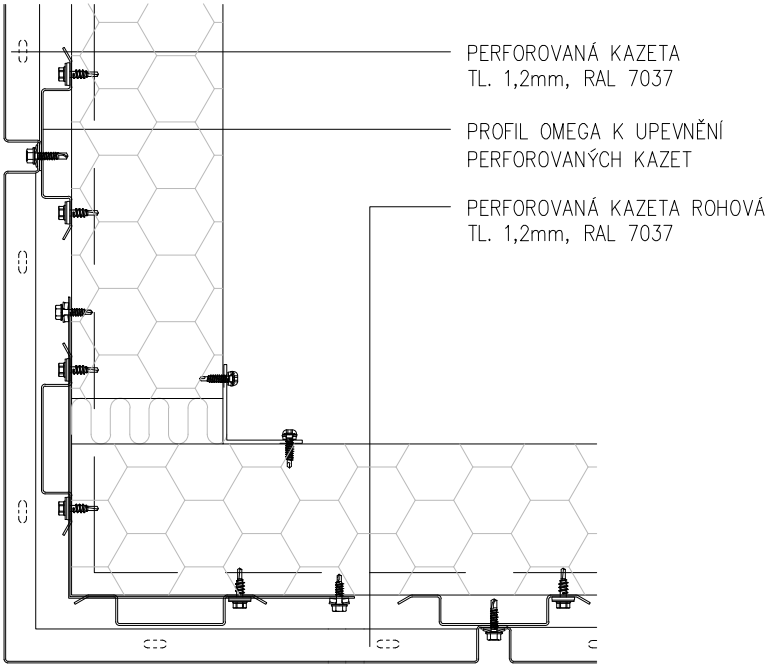 PERFOROVANÁ KAZETA
TL. 1,2mm, RAL 7037
PROFIL OMEGA K UPEVNĚNÍ
PERFOROVANÝCH KAZET
PERFOROVANÁ KAZETA ROHOVÁ
TL. 1,2mm, RAL 7037